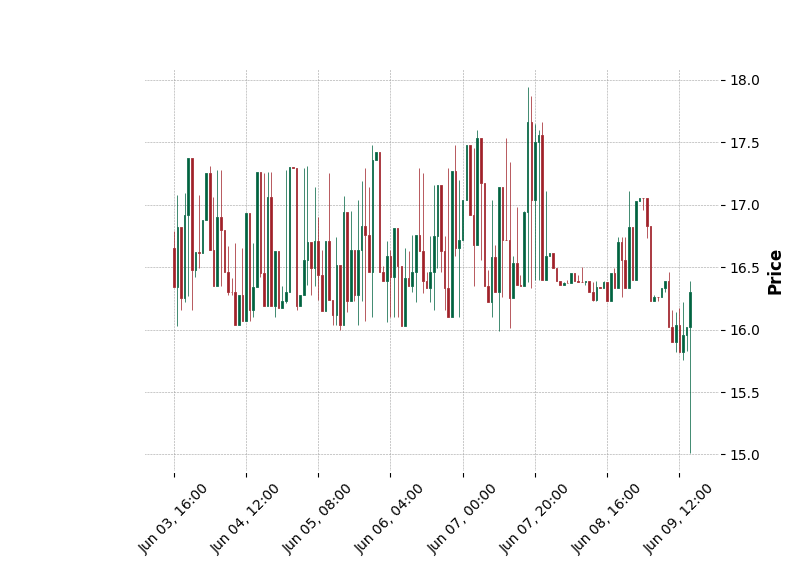 18.0
17.5
17.0
16.5
16.0
15.5
15.0
Price
Jun 03, 16:00
Jun 04, 12:00
Jun 05, 08:00
Jun 06, 04:00
Jun 07, 00:00
Jun 07, 20:00
Jun 08, 16:00
Jun 09, 12:00